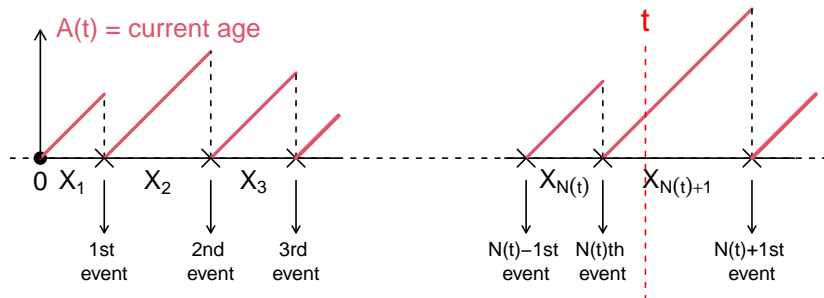 A(t) = current age
t
0
X1
X2
X3
XN(t)
XN(t)+1
1st
event
2nd
event
3rd
event
N(t)−1st
event
N(t)th
event
N(t)+1st
event